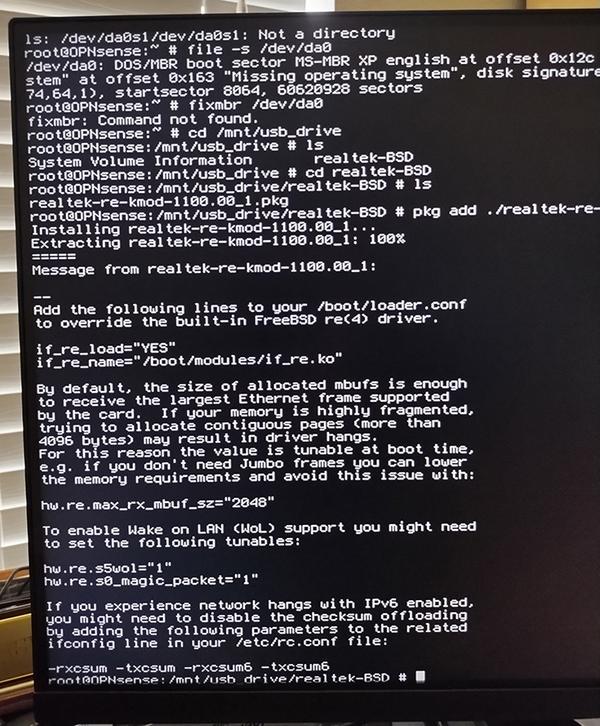 ls: /dev/da0s1/dev/da0s1: Not a directory
root@OPNsense:~ # file -s /dev/da0
/dev/da0: DOS/MBR boot sector MS-MBR XP english at offset 0x12c
stem" at offset 0x163 "Missing operating system", disk signature
74,64,1), startsector 8064, 60620928 sectors
root@OPNsense:~ # fixmbr /dev/da0
fixmbr: Command not found.
root@OPNsense:~ # cd /mnt/usb_drive
root@OPNsense:/mnt/usb_drive # ls
System Volume Information realtek-BSD
root@OPNsense:/mnt/usb_drive # cd realtek-BSD
root@OPNsense:/mnt/usb_drive/realtek-BSD # ls
realtek-re-kmod-1100.00_1.pkg
root@OPNsense:/mnt/usb_drive/realtek-BSD # pkg add ./realtek-re-
Installing realtek-re-kmod-1100.00_1...
Extracting realtek-re-kmod-1100.00_1: 100%
=====
Message from realtek-re-kmod-1100.00_1:
--
Add the following lines to your /boot/loader.conf
to override the built-in FreeBSD re(4) driver.
if_re_load="YES"
if_re_name="/boot/modules/if_re.ko"
By default, the size of allocated mbufs is enough
to receive the largest Ethernet frame supported
by the card. If your memory is highly fragmented,
trying to allocate contiguous pages (more than
4096 bytes) may result in driver hangs.
For this reason the value is tunable at boot time,
e.g. if you don't need Jumbo frames you can lower
the memory requirements and avoid this issue with:
hw.re.max_rx_mbuf_sz="2048"
To enable Wake on LAN (WoL) support you might need
to set the following tunables:
hw.re.s5wol="1"
hw.re.s0_magic_packet="1"
If you experience network hangs with IPv6 enabled,
you might need to disable the checksum offloading
by adding the following parameters to the related
ifconfig line in your /etc/rc.conf file:
-rxcsum -txcsum -rxcsum6 -txcsum6
root@OPNsense:/mnt/usb_drive/realtek-BSD #